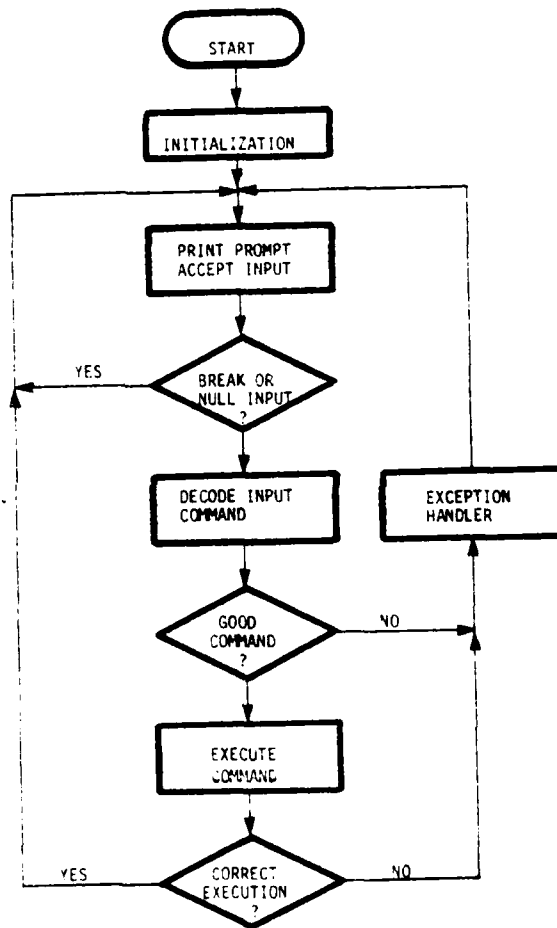 START
INITIALIZATION
PRINT PROMPT
ACCEPT INPUT
YES
BREAK OR
NULL INPUT
?
DECODE INPUT
COMMAND
EXCEPTION
HANDLER
GOOD
COMMAND
?
NO
EXECUTE
COMMAND
YES
CORRECT
EXECUTION
?
NO